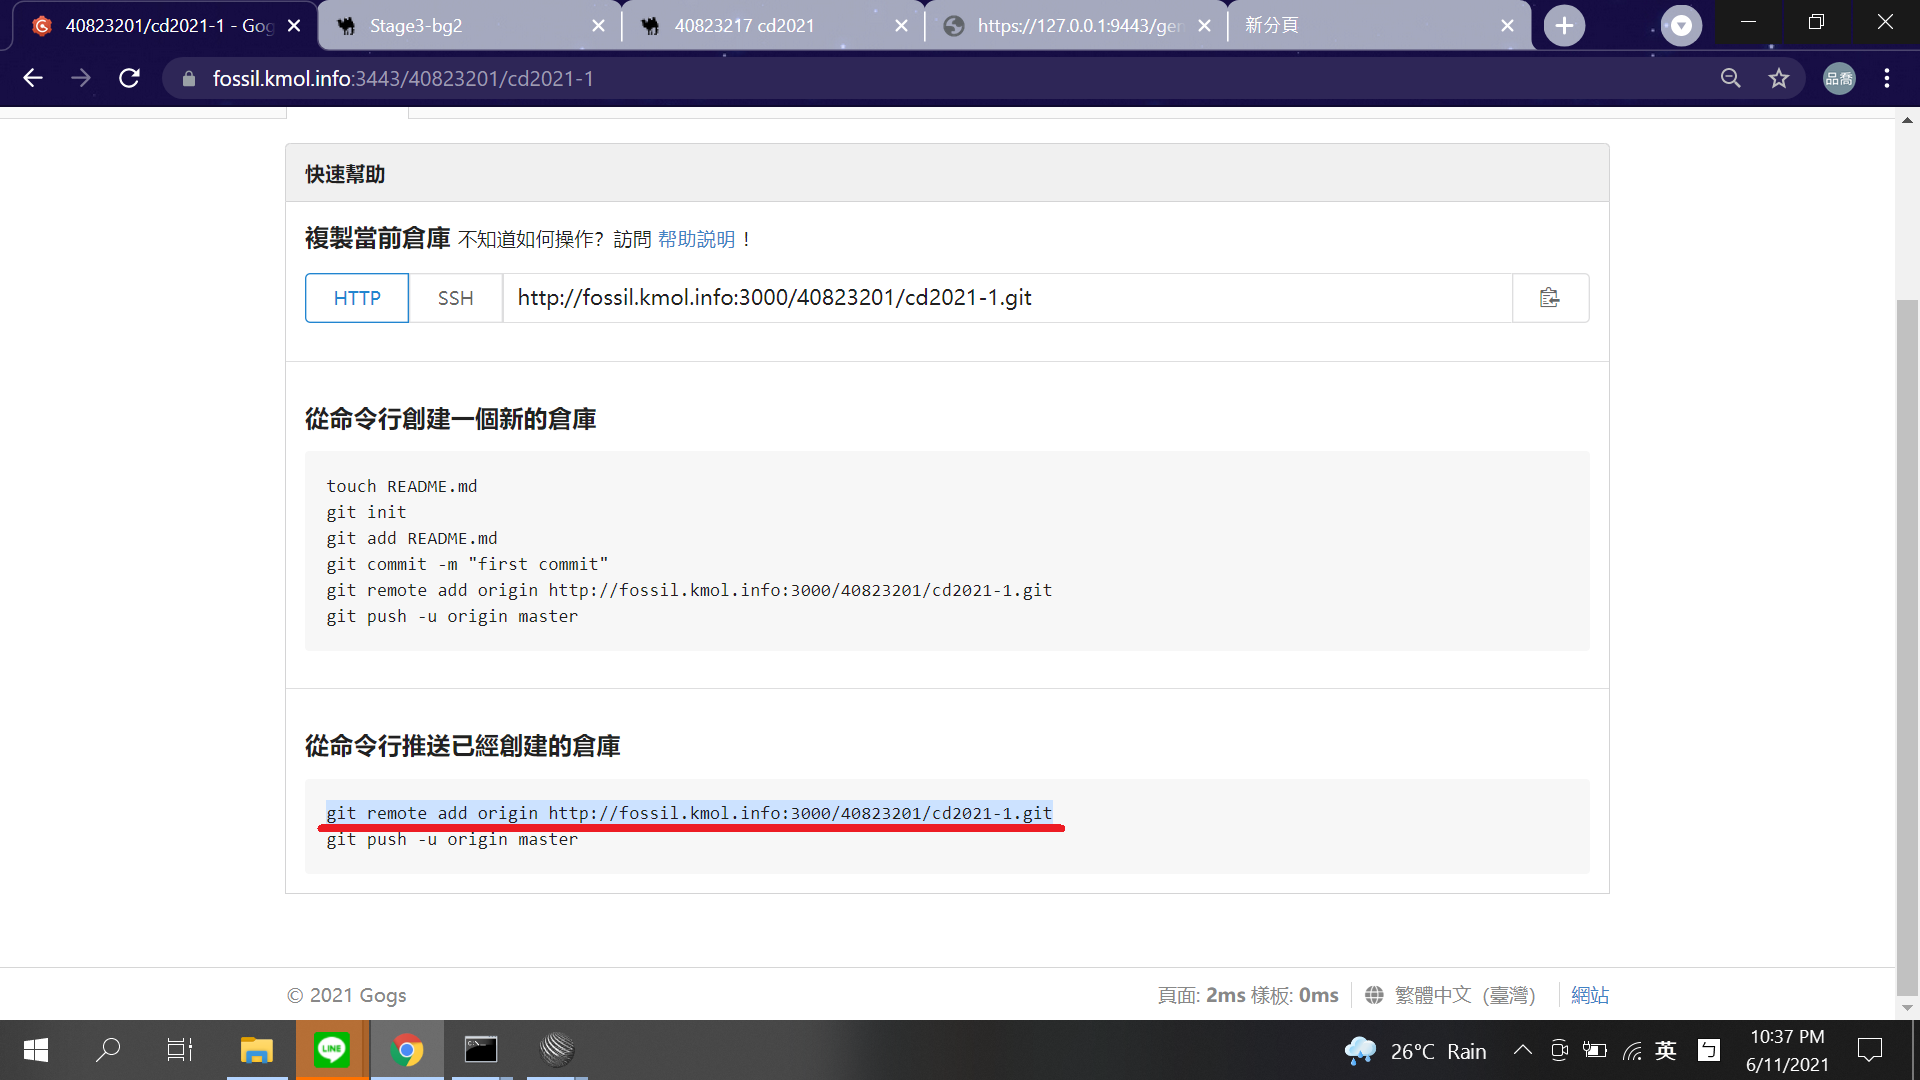 40823201/cd2021-1 - Gog
Stage3-bg2
40823217 cd2021
https://127.0.0.1:9443/ger
新分頁
fossil.kmol.info:3443/40823201/cd2021-1
品喬
快速幫助
複製當前倉庫 不知道如何操作？訪問 帮助説明 ！
HTTP
SSH
http://fossil.kmol.info:3000/40823201/cd2021-1.git
從命令行創建一個新的倉庫
touch README.md
git init
git add README.md
git commit -m "first commit"
git remote add origin http://fossil.kmol.info:3000/40823201/cd2021-1.git
git push -u origin master
從命令行推送已經創建的倉庫
git remote add origin http://fossil.kmol.info:3000/40823201/cd2021-1.git
git push -u origin master
© 2021 Gogs
頁面: 2ms 樣板: 0ms
繁體中文（臺灣）
網站
LINE
26°C Rain
英
ㄅ
10:37 PM
6/11/2021